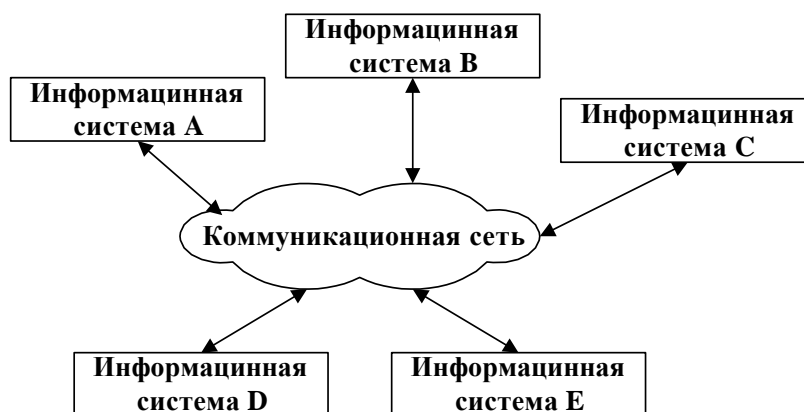 Информацинная
система B
Информацинная
система A
Информацинная
система C
Коммуникационная сеть
Информацинная
система D
Информацинная
система E